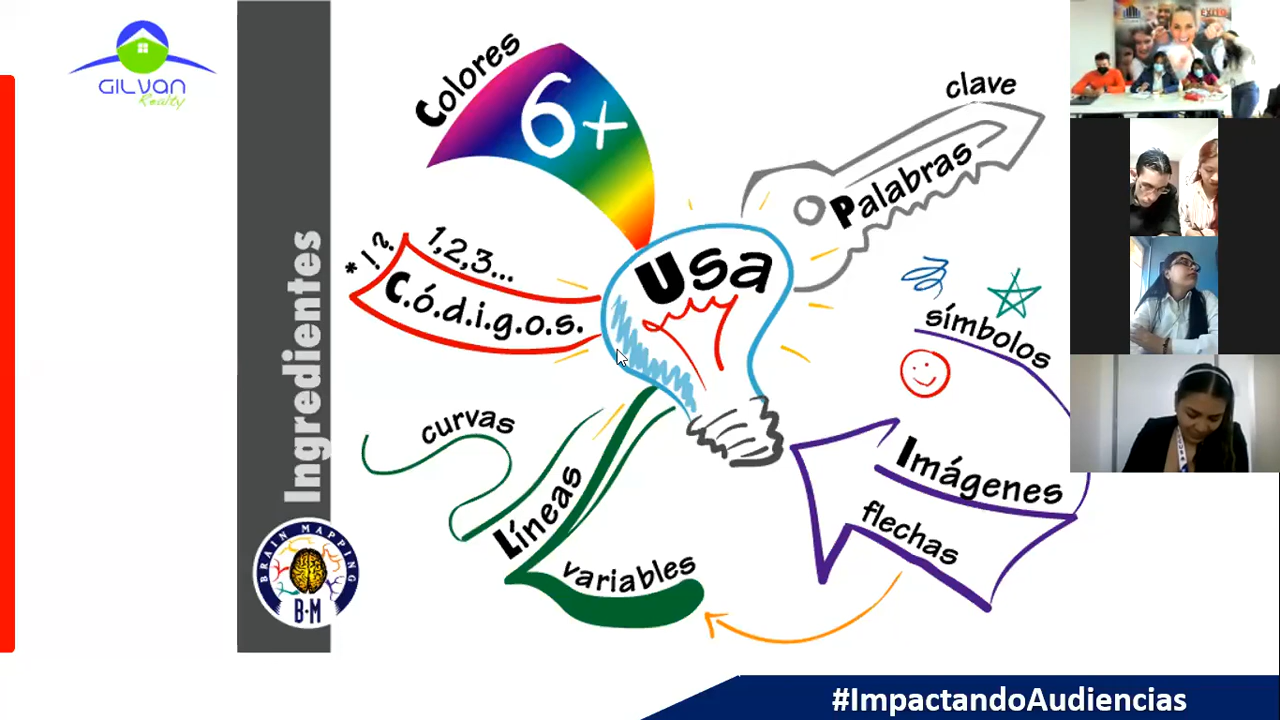 GILVAN
Realty
Ingredientes
BRAIN MAPPING
B·M
Colores
6+
clave
Palabras
Usa
* ! ?
1,2,3...
C.ó.d.i.g.o.s.
símbolos
curvas
Líneas
variables
Imágenes
flechas
ÉXITO
#ImpactandoAudiencias